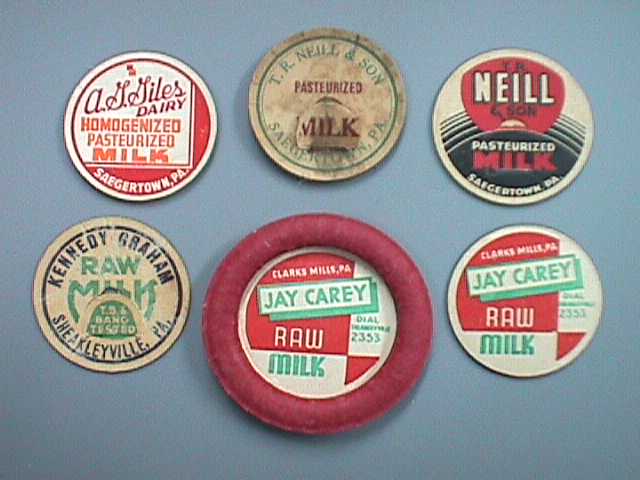 A.G. Giles
DAIRY
HOMOGENIZED
PASTEURIZED
MILK
SAEGERTOWN, PA.
T. R. NEILL & SON
PASTEURIZED
MILK
SAEGERTOWN, PA.
T.R.
NEILL
& SON
PASTEURIZED
MILK
SAEGERTOWN, PA.
KENNEDY GRAHAM
RAW
MILK
T.B. &
BANG
TESTED
SHEAKLEYVILLE, PA.
CLARKS MILLS, PA
JAY CAREY
DIAL
RAW
2353
MILK
CLARKS MILLS, PA.
JAY CAREY
DIAL
RAW
2353
MILK